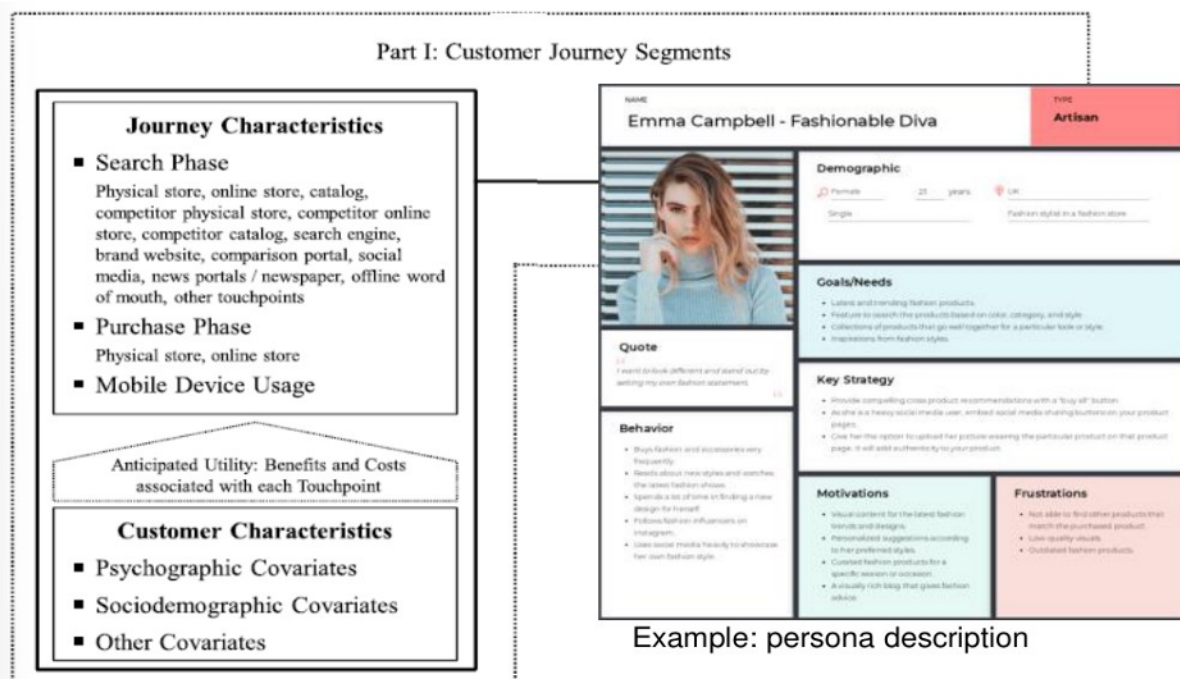 Part I: Customer Journey Segments
Journey Characteristics
▪ Search Phase
Physical store, online store, catalog,
competitor physical store, competitor online
store, competitor catalog, search engine,
brand website, comparison portal, social
media, news portals / newspaper, offline word
of mouth, other touchpoints
▪ Purchase Phase
Physical store, online store
▪ Mobile Device Usage
Anticipated Utility: Benefits and Costs
associated with each Touchpoint
Customer Characteristics
▪ Psychographic Covariates
▪ Sociodemographic Covariates
▪ Other Covariates
NAME
Emma Campbell - Fashionable Diva
TYPE
Artisan
Quote
I want to look different and stand out by
setting my own fashion statement.
Behavior
• Buys fashion and accessories very
frequently.
• Reads about new styles and watches
the latest fashion shows.
• Spends a lot of time in finding a new
design for herself.
• Follows fashion influencers on
Instagram.
• Uses social media heavily to showcase
her own fashion style.
Demographic
Female
years
UK
Single
Fashion stylist in a fashion store
Goals/Needs
• Latest and trending fashion products.
• Feature to search the products based on color, category, and style.
• Collections of products that go well together for a particular look or style.
• Inspirations from fashion styles.
Key Strategy
• Provide compelling cross product recommendations with a "buy all" button.
• As she is a heavy social media user, embed social media sharing buttons on your product
pages.
• Give her the option to upload her picture wearing the particular product on that product
page. It will add authenticity to your product.
Motivations
• Visual content for the latest fashion
trends and designs.
• Personalized suggestions according
to her preferred styles.
• Curated fashion products for a
specific season or occasion.
• A visually rich blog that gives fashion
advice.
Frustrations
• Not able to find other products that
match the purchased product.
• Low quality visuals.
• Outdated fashion products.
Example: persona description